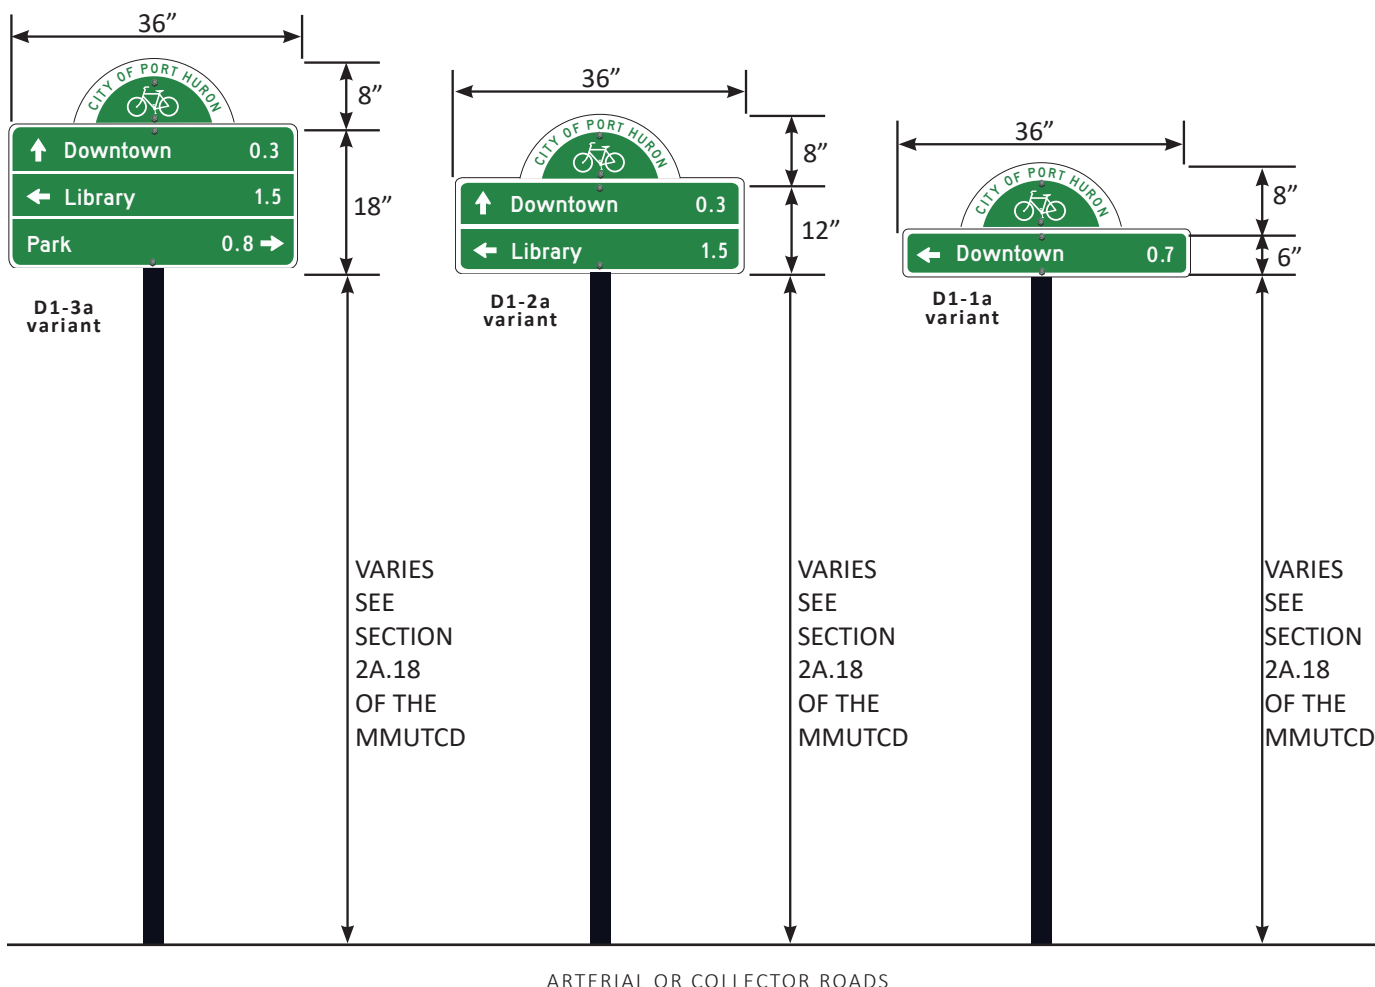 36”
CITY OF PORT HURON
8”
Downtown 0.3
Library 1.5
Park 0.8
18”
D1-3a
variant
VARIES
SEE
SECTION
2A.18
OF THE
MMUTCD
36”
CITY OF PORT HURON
8”
Downtown 0.3
Library 1.5
12”
D1-2a
variant
VARIES
SEE
SECTION
2A.18
OF THE
MMUTCD
36”
CITY OF PORT HURON
8”
Downtown 0.7
6”
D1-1a
variant
VARIES
SEE
SECTION
2A.18
OF THE
MMUTCD
ARTERIAL OR COLLECTOR ROADS